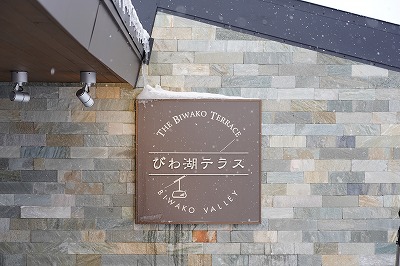 THE BIWAKO TERRACE
びわ湖テラス
BIWAKO VALLEY